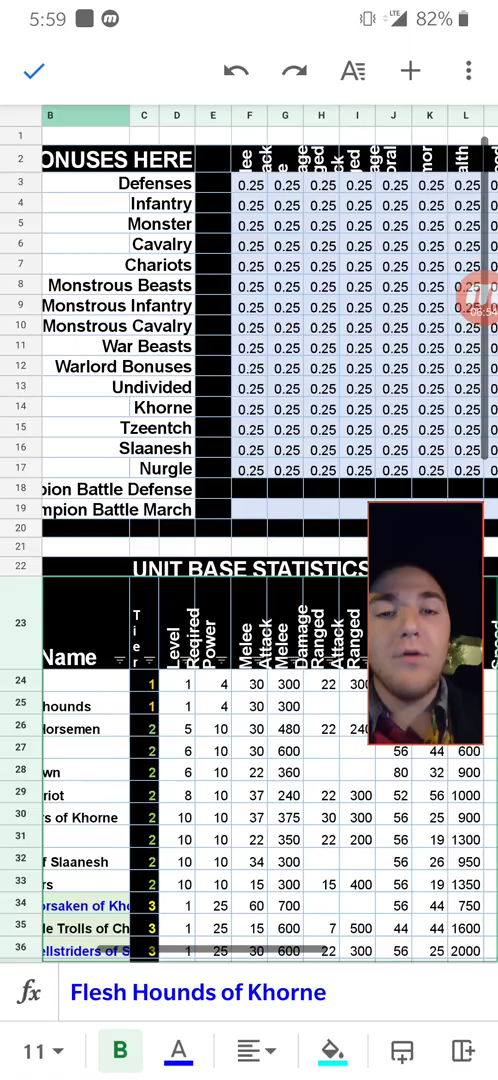 5:59 m LTE 82%
B C D E F G H I J K L
1
2 ONUSES HERE
3 Defenses 0.25 0.25 0.25 0.25 0.25 0.25 0.25 0
4 Infantry 0.25 0.25 0.25 0.25 0.25 0.25 0.25 0
5 Monster 0.25 0.25 0.25 0.25 0.25 0.25 0.25 0
6 Cavalry 0.25 0.25 0.25 0.25 0.25 0.25 0.25 0
7 Chariots 0.25 0.25 0.25 0.25 0.25 0.25 0.25
8 Monstrous Beasts 0.25 0.25 0.25 0.25 0.25 0.25 0.25
9 Monstrous Infantry 0.25 0.25 0.25 0.25 0.25 0.25 0.25
10 Monstrous Cavalry 0.25 0.25 0.25 0.25 0.25 0.25 0.25
06:54
11 War Beasts 0.25 0.25 0.25 0.25 0.25 0.25 0.25 0
12 Warlord Bonuses 0.25 0.25 0.25 0.25 0.25 0.25 0.25 0
13 Undivided 0.25 0.25 0.25 0.25 0.25 0.25 0.25 0
14 Khorne 0.25 0.25 0.25 0.25 0.25 0.25 0.25 0
15 Tzeentch 0.25 0.25 0.25 0.25 0.25 0.25 0.25 0
16 Slaanesh 0.25 0.25 0.25 0.25 0.25 0.25 0.25 0
17 Nurgle 0.25 0.25 0.25 0.25 0.25 0.25 0.25 0
18 pion Battle Defense
19 mpion Battle March
20
21
22 UNIT BASE STATISTICS
23 Name Tier Level Reqired Power Melee Attack Melee Damage Ranged Attack Ranged
24 1 1 4 30 300 22 300
25 hounds 1 1 4 30 300
26 Horsemen 2 5 10 30 480 22 240
27 2 6 10 30 600 56 44 600
28 wn 2 6 10 22 360 80 32 900
29 riot 2 8 10 37 240 22 300 52 56 1000
30 s of Khorne 2 10 10 37 375 30 300 56 25 900
31 2 10 10 22 350 22 200 56 19 1300
32 f Slaanesh 2 10 10 34 300 56 26 950
33 rs 2 10 10 15 300 15 400 56 19 1350
34 orsaken of Kho 3 1 25 60 700 56 44 750
35 le Trolls of Ch 3 1 25 15 600 7 500 44 44 1600
36 ellstriders of S 3 1 25 30 600 22 300 56 25 2000
fx Flesh Hounds of Khorne
11 B A